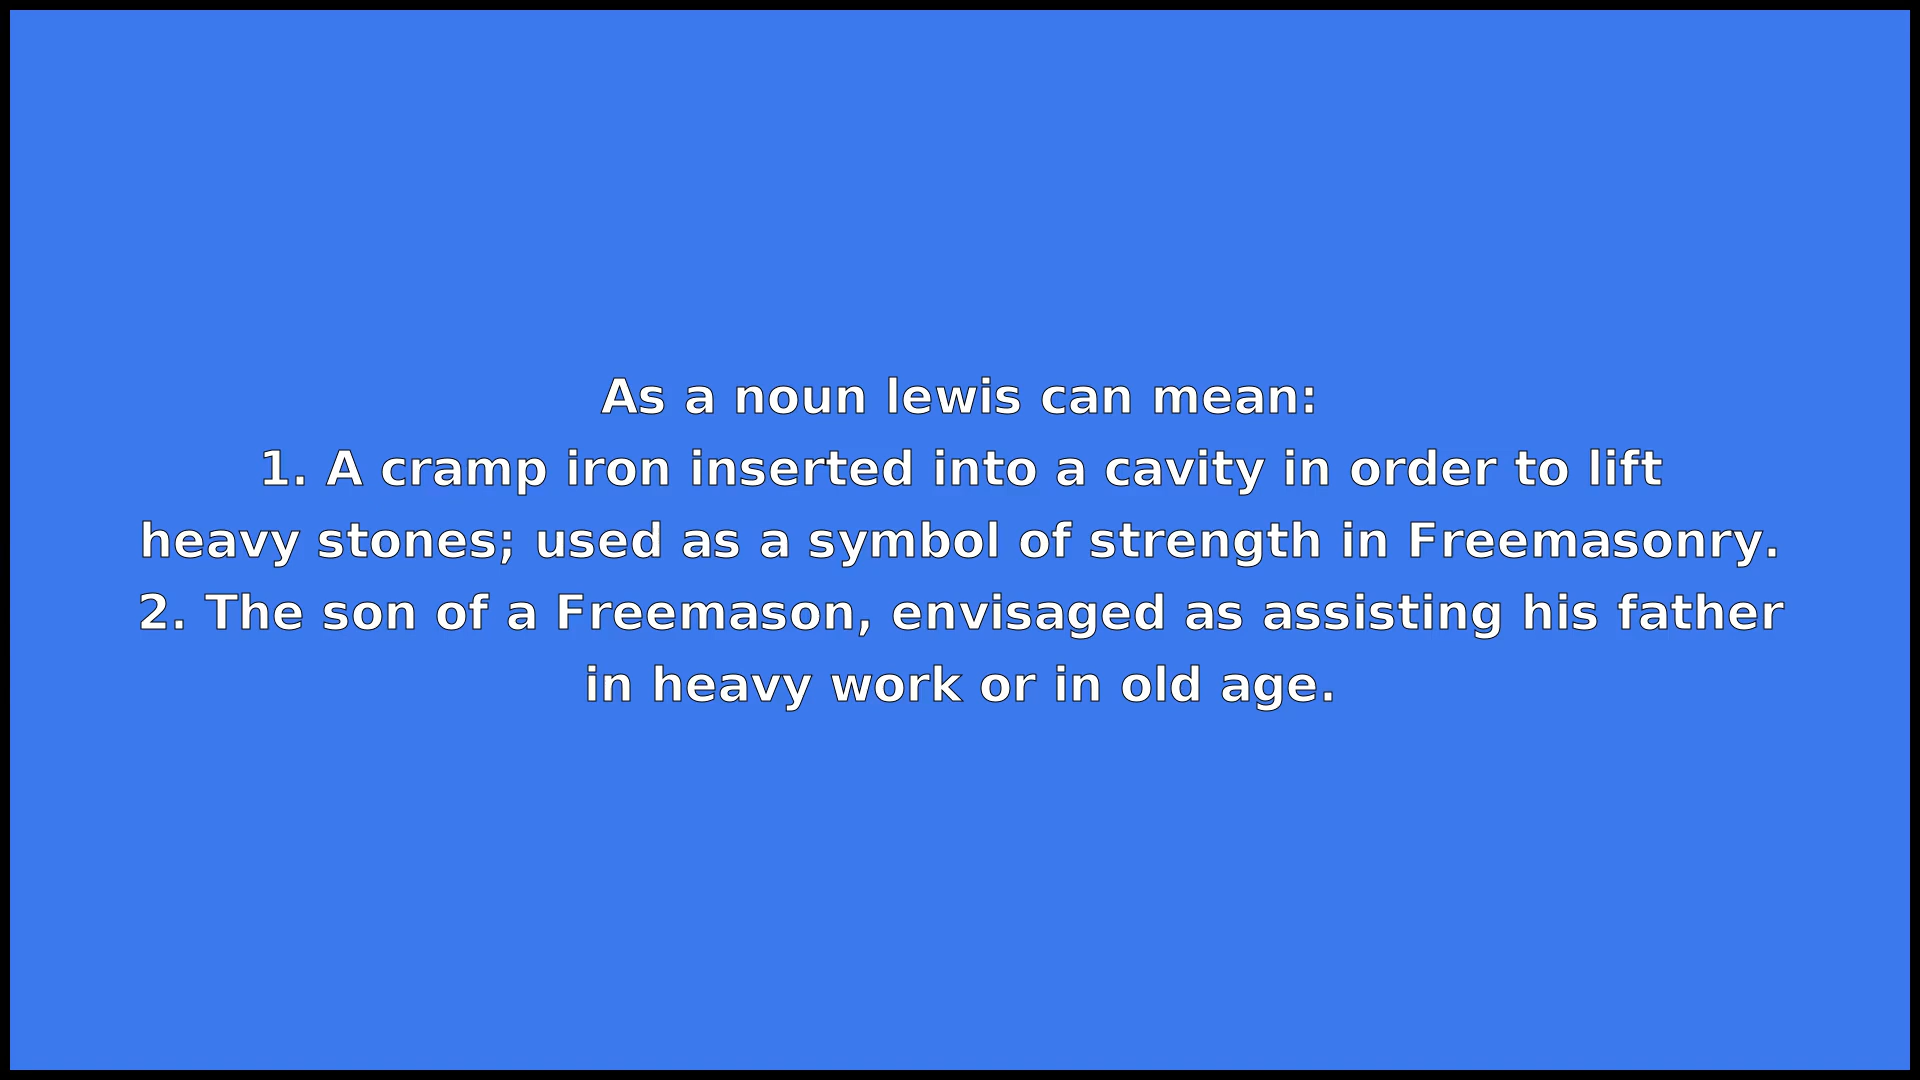 As a noun lewis can mean:
1. A cramp iron inserted into a cavity in order to lift
heavy stones; used as a symbol of strength in Freemasonry.
2. The son of a Freemason, envisaged as assisting his father
in heavy work or in old age.